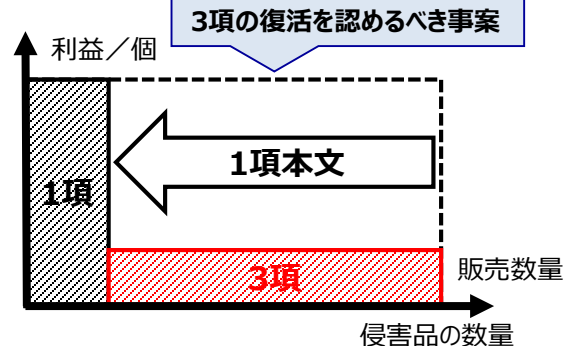 3項の復活を認めるべき事案
利益／個
1項本文
1項
3項
販売数量
侵害品の数量